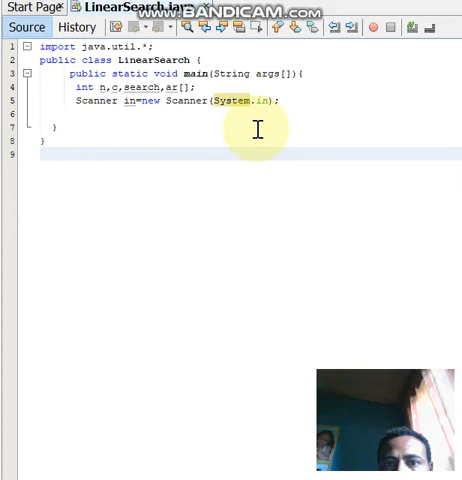 Start Page
LinearSearch.java
www.BANDICAM.com
Source
History
1 import java.util.*;
2 public class LinearSearch {
3 public static void main(String args[]){
4 int n,c,search,ar[];
5 Scanner in=new Scanner(System.in);
6
7 }
8 }
9